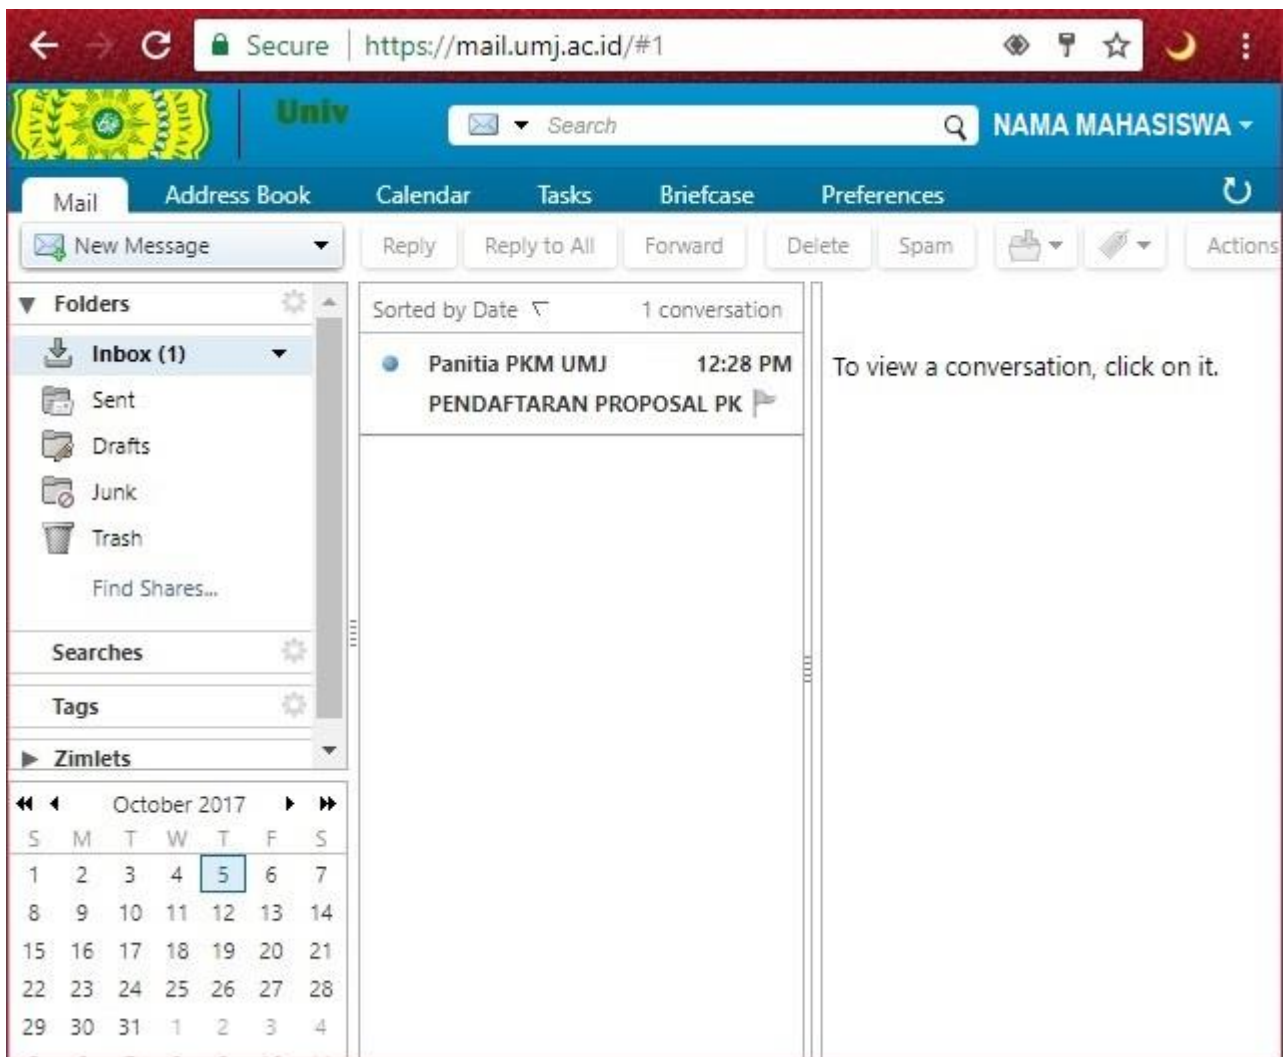 Secure | https://mail.umj.ac.id/#1
Univ
Search
NAMA MAHASISWA
Mail Address Book Calendar Tasks Briefcase Preferences
New Message Reply Reply to All Forward Delete Spam Actions
Folders
Inbox (1)
Sent
Drafts
Junk
Trash
Find Shares...
Searches
Tags
Zimlets
October 2017
S M T W T F S
1 2 3 4 5 6 7
8 9 10 11 12 13 14
15 16 17 18 19 20 21
22 23 24 25 26 27 28
29 30 31 1 2 3 4
Sorted by Date 1 conversation
Panitia PKM UMJ 12:28 PM
PENDAFTARAN PROPOSAL PK
To view a conversation, click on it.